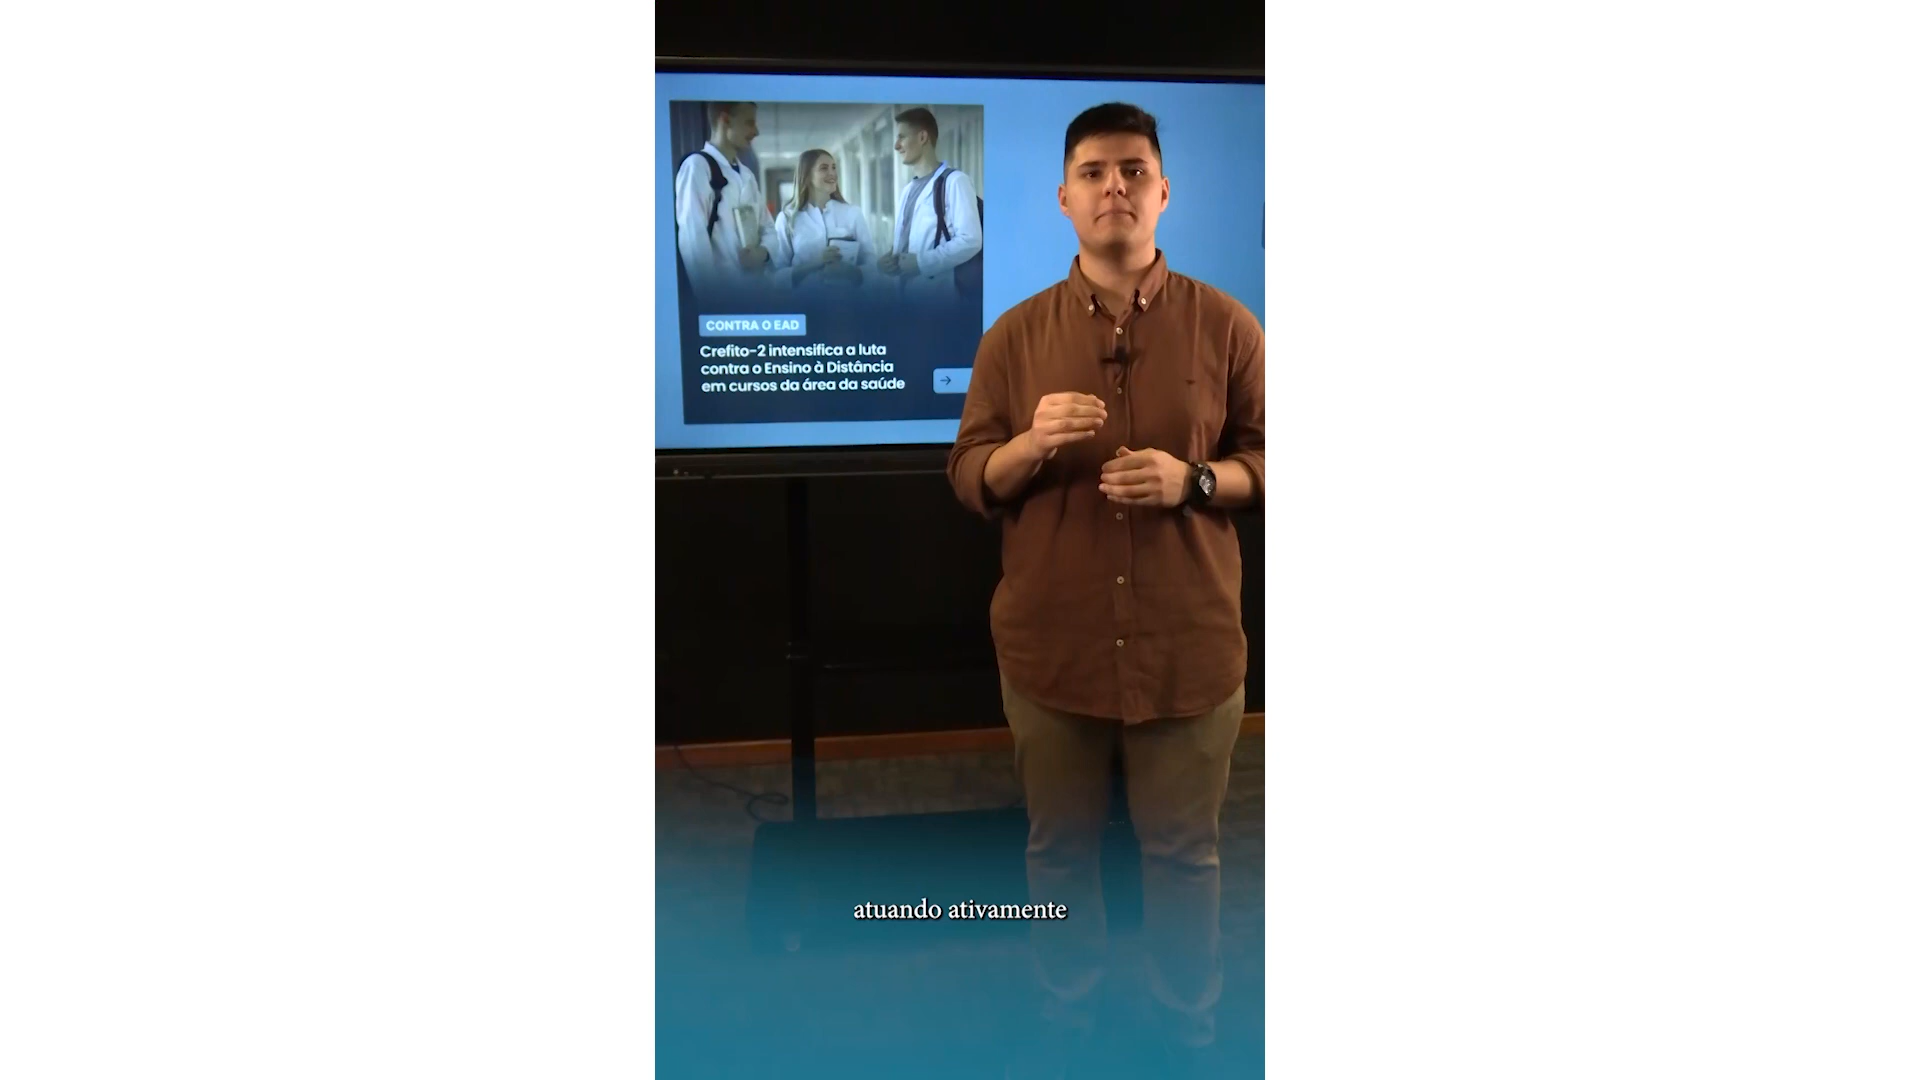 CONTRA O EAD
Crefito-2 intensifica a luta
contra o Ensino à Distância
em cursos da área da saúde
atuando ativamente